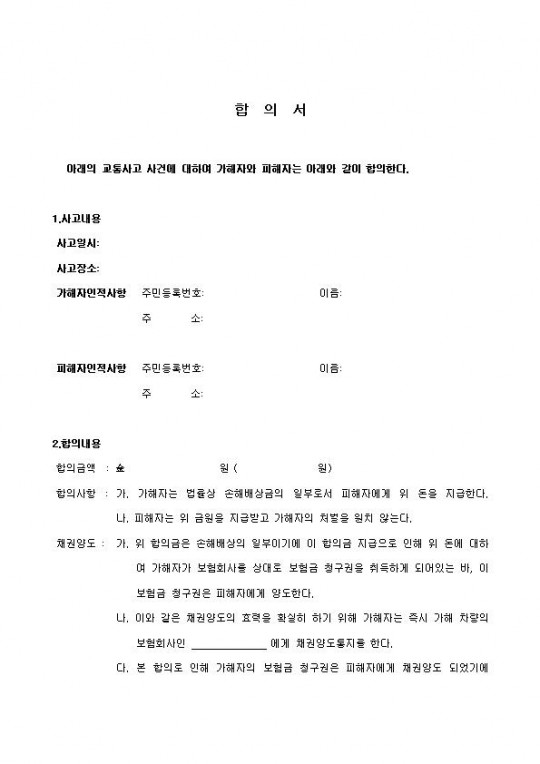 합 의 서
아래의 교통사고 사건에 대하여 가해자와 피해자는 아래와 같이 합의한다.
1.사고내용
사고일시:
사고장소:
가해자인적사항 주민등록번호: 이름:
주 소:
피해자인적사항 주민등록번호: 이름:
주 소:
2.합의내용
합의금액 : 金 원 ( 원)
합의사항 : 가. 가해자는 법률상 손해배상금의 일부로서 피해자에게 위 돈을 지급한다.
나. 피해자는 위 금원을 지급받고 가해자의 처벌을 원치 않는다.
채권양도 : 가. 위 합의금은 손해배상의 일부이기에 이 합의금 지급으로 인해 위 돈에 대하
여 가해자가 보험회사를 상대로 보험금 청구권을 취득하게 되어있는 바, 이
보험금 청구권은 피해자에게 양도한다.
나. 이와 같은 채권양도의 효력을 확실히 하기 위해 가해자는 즉시 가해 차량의
보험회사인 ____________ 에게 채권양도통지를 한다.
다. 본 합의로 인해 가해자의 보험금 청구권은 피해자에게 채권양도 되었기에